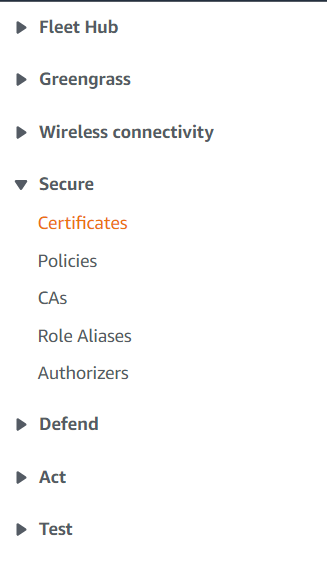 Fleet Hub
Greengrass
Wireless connectivity
Secure
Certificates
Policies
CAs
Role Aliases
Authorizers
Defend
Act
Test